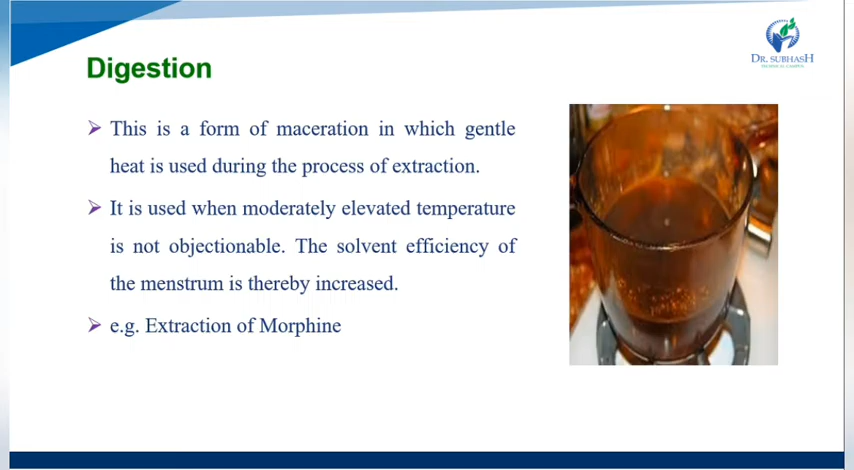 DR. SUBHASH
Digestion
➤ This is a form of maceration in which gentle
heat is used during the process of extraction.
➤ It is used when moderately elevated temperature
is not objectionable. The solvent efficiency of
the menstrum is thereby increased.
➤ e.g. Extraction of Morphine